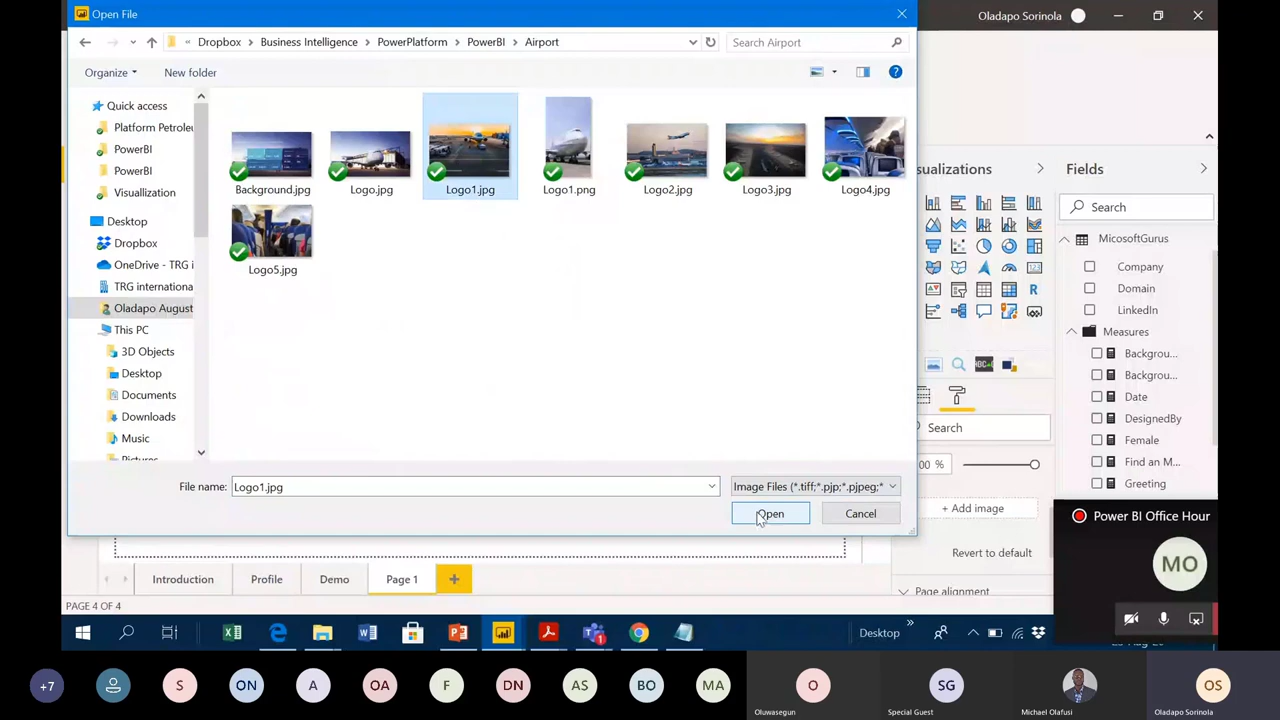 Open File
Oladapo Sorinola
« Dropbox > Business Intelligence > PowerPlatform > PowerBI > Airport
Search Airport
Organize
New folder
Quick access
Platform Petroleu
PowerBI
PowerBI
Visuallization
Desktop
Dropbox
OneDrive - TRG i
TRG internationa
Oladapo August
This PC
3D Objects
Desktop
Documents
Downloads
Music
Pictures
Background.jpg
Logo.jpg
Logo1.jpg
Logo1.png
Logo2.jpg
Logo3.jpg
Logo4.jpg
Logo5.jpg
File name:
Logo1.jpg
Image Files (*.tiff;*.pjp;*.pjpeg;*
Open
Cancel
sualizations
Fields
Search
MicosoftGurus
Company
Domain
LinkedIn
Measures
Backgrou...
Backgrou...
Date
DesignedBy
Female
Find an M...
Greeting
R
ABC
Search
00 %
+ Add image
Revert to default
Page alignment
Power BI Office Hour
MO
Introduction
Profile
Demo
Page 1
+
PAGE 4 OF 4
Desktop
»
+7
S
ON
A
OA
F
DN
AS
BO
MA
O
Oluwasegun
SG
Special Guest
Michael Olafusi
OS
Oladapo Sorinola